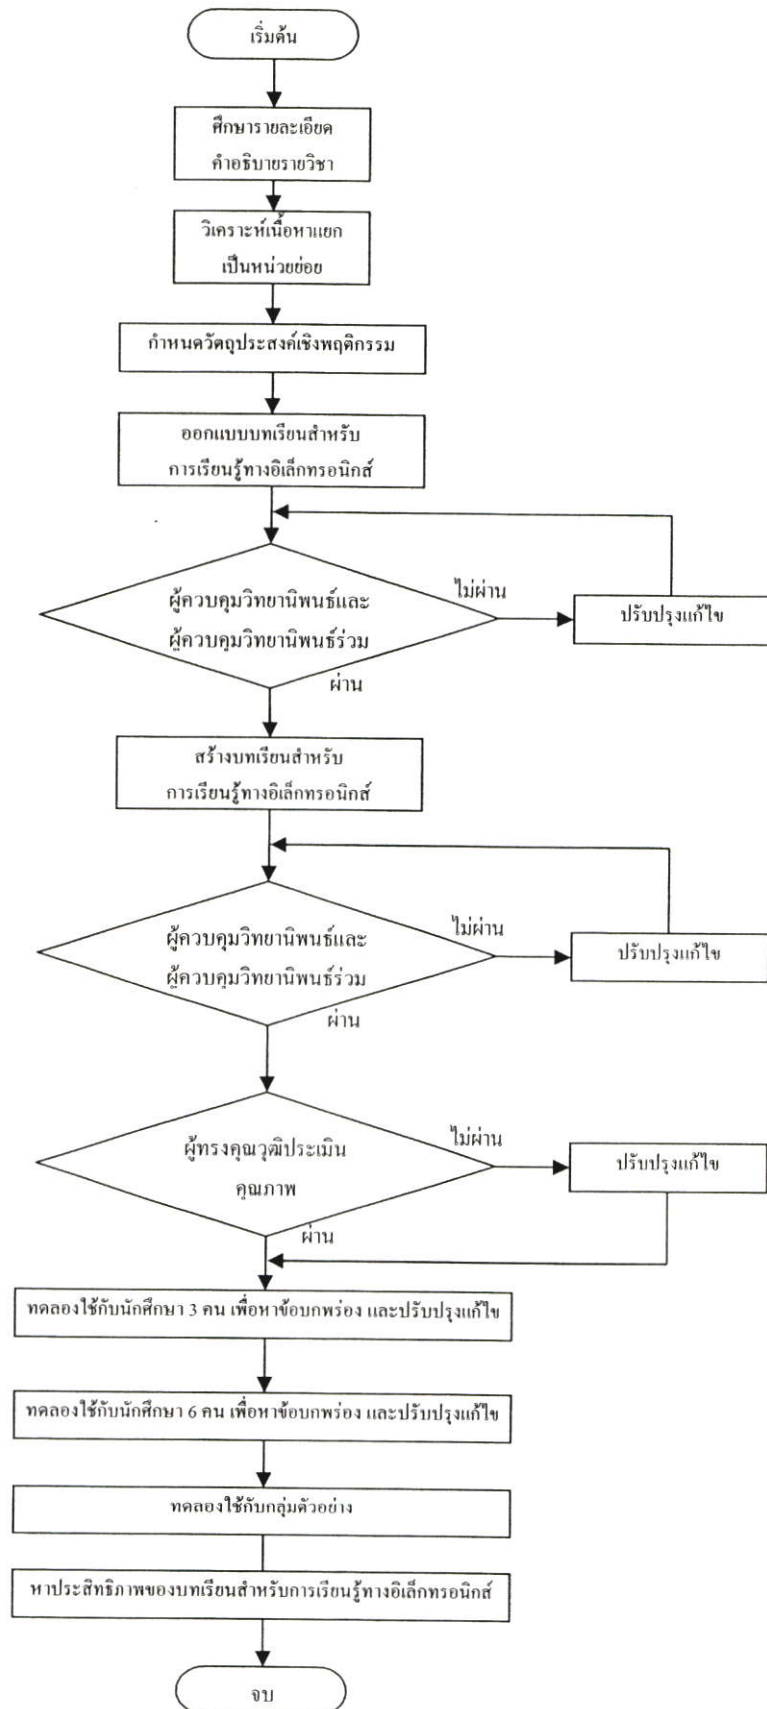 เริ่มต้น
ศึกษารายละเอียด
คำอธิบายรายวิชา
วิเคราะห์เนื้อหาแยก
เป็นหน่วยย่อย
กำหนดวัตถุประสงค์เชิงพฤติกรรม
ออกแบบบทเรียนสำหรับ
การเรียนรู้ทางอิเล็กทรอนิกส์
ผู้ควบคุมวิทยานิพนธ์และ
ผู้ควบคุมวิทยานิพนธ์ร่วม
ไม่ผ่าน
ปรับปรุงแก้ไข
ผ่าน
สร้างบทเรียนสำหรับ
การเรียนรู้ทางอิเล็กทรอนิกส์
ผู้ควบคุมวิทยานิพนธ์และ
ผู้ควบคุมวิทยานิพนธ์ร่วม
ไม่ผ่าน
ปรับปรุงแก้ไข
ผ่าน
ผู้ทรงคุณวุฒิประเมิน
คุณภาพ
ไม่ผ่าน
ปรับปรุงแก้ไข
ผ่าน
ทดลองใช้กับนักศึกษา 3 คน เพื่อหาข้อบกพร่อง และปรับปรุงแก้ไข
ทดลองใช้กับนักศึกษา 6 คน เพื่อหาข้อบกพร่อง และปรับปรุงแก้ไข
ทดลองใช้กับกลุ่มตัวอย่าง
หาประสิทธิภาพของบทเรียนสำหรับการเรียนรู้ทางอิเล็กทรอนิกส์
จบ